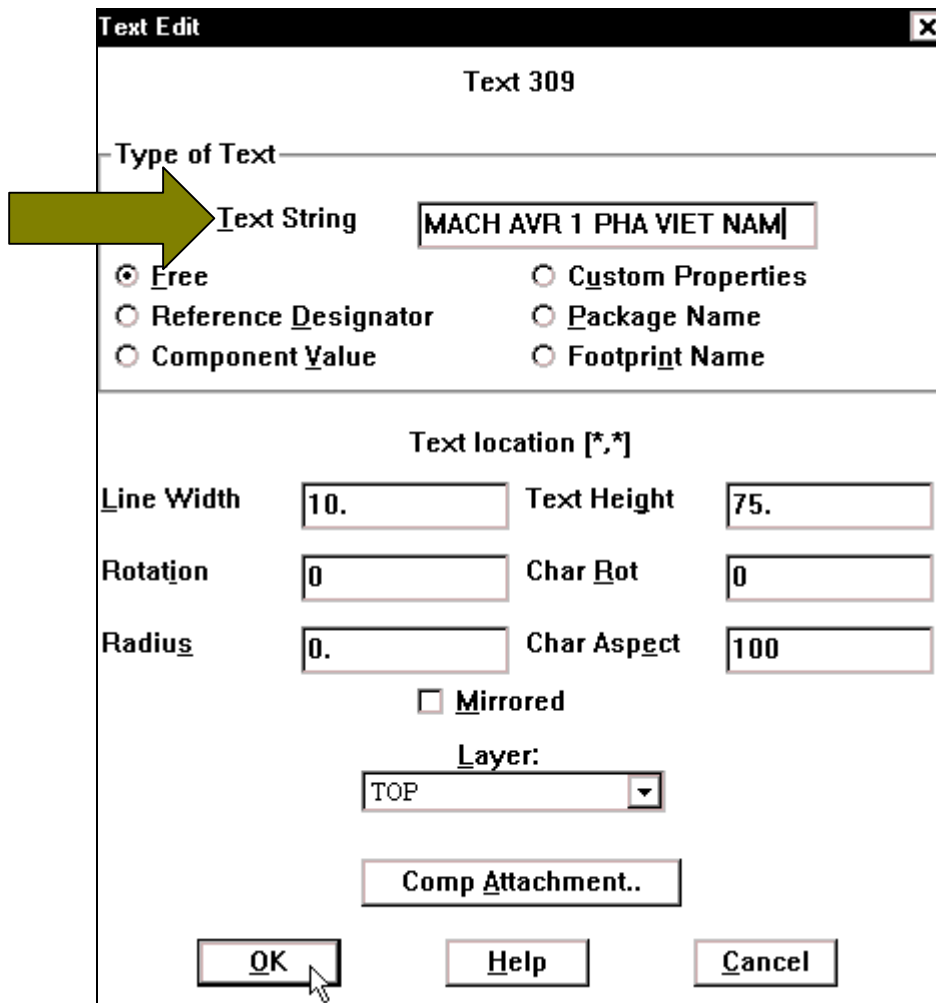 Text Edit
Text 309
Type of Text
Text String MACH AVR 1 PHA VIET NAM
Free Custom Properties
Reference Designator Package Name
Component Value Footprint Name
Text location [*,*]
Line Width 10. Text Height 75.
Rotation 0 Char Rot 0
Radius 0. Char Aspect 100
Mirrored
Layer:
TOP
Comp Attachment..
OK Help Cancel